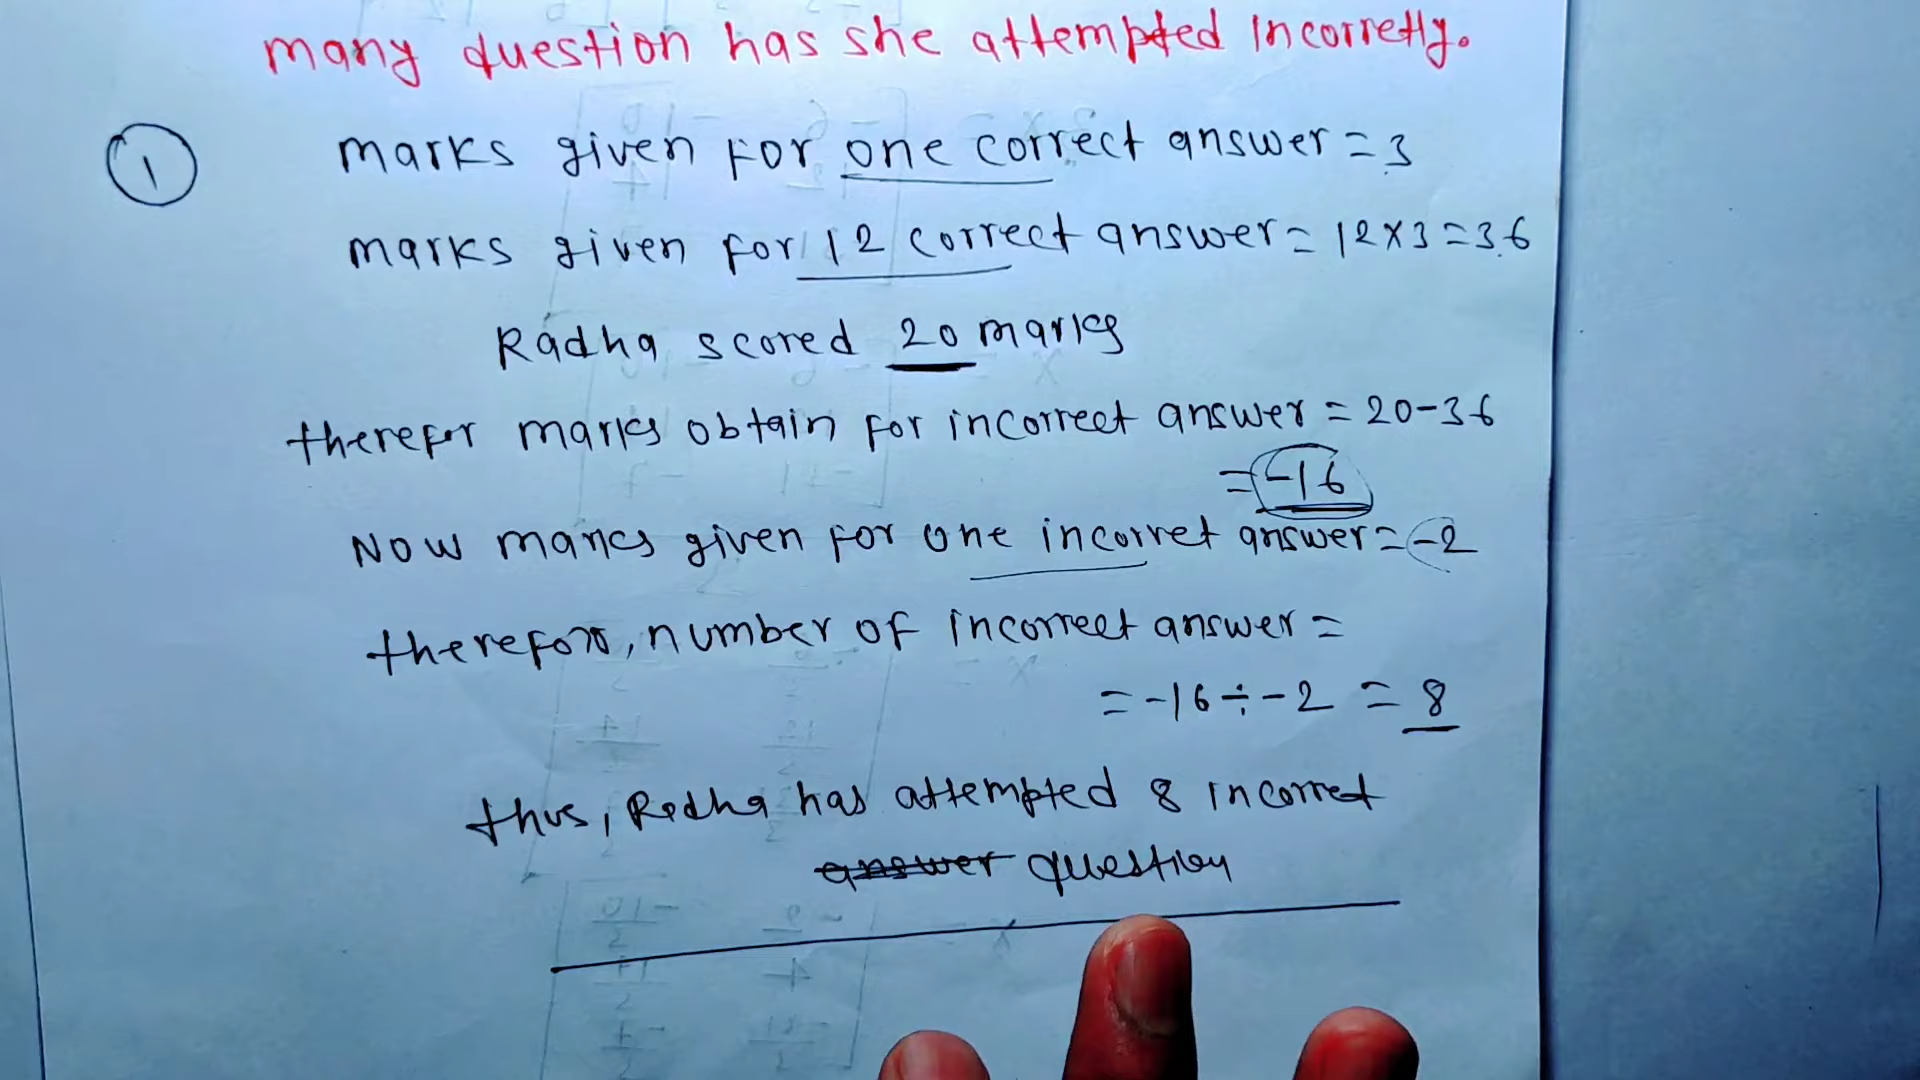 many question has she attempted Incorretly.
1 marks given For one correct answer = 3
marks given for 12 correct answer = 12×3=36
Radha scored 20 marks
therefor marks obtain for incorrect answer = 20-36
= -16
Now marks given for one incorret answer = -2
therefore, number of incorrect answer =
= -16 ÷ -2 = 8
thus, Radha has attempted 8 incorret
answer question